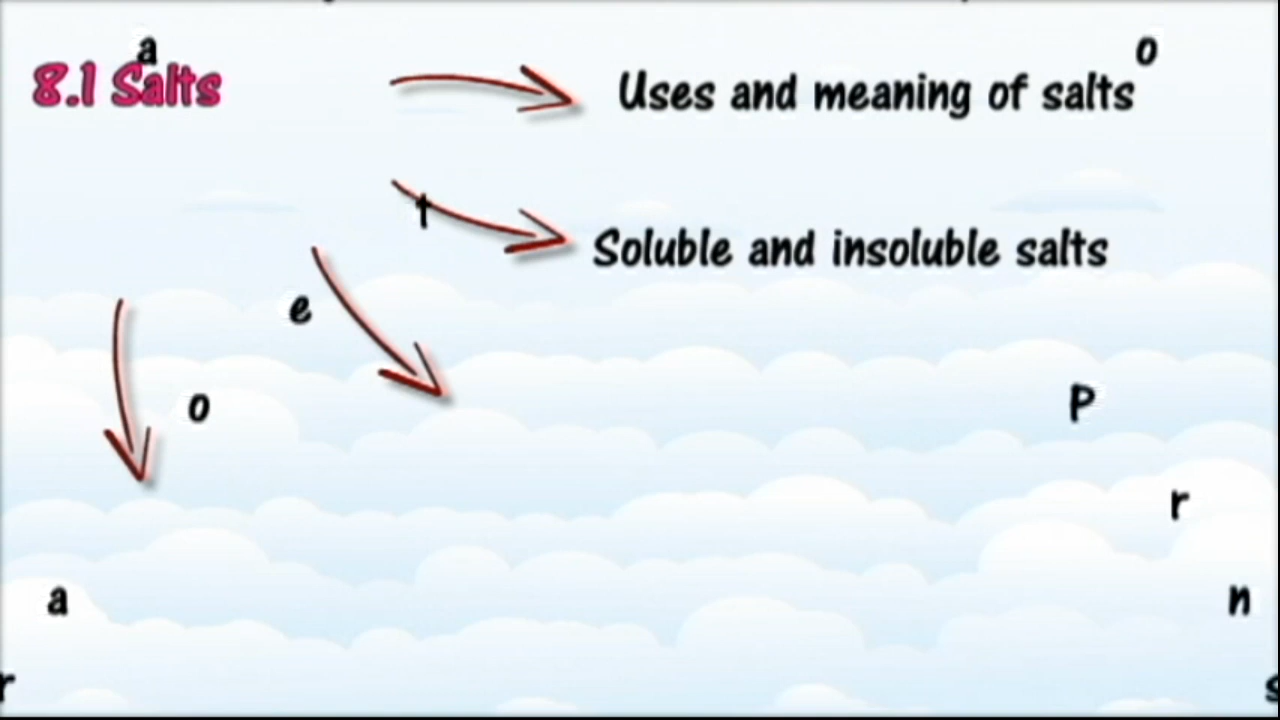 8.1 Salts
Uses and meaning of salts
Soluble and insoluble salts
a
o
t
e
o
P
r
a
n
r
s